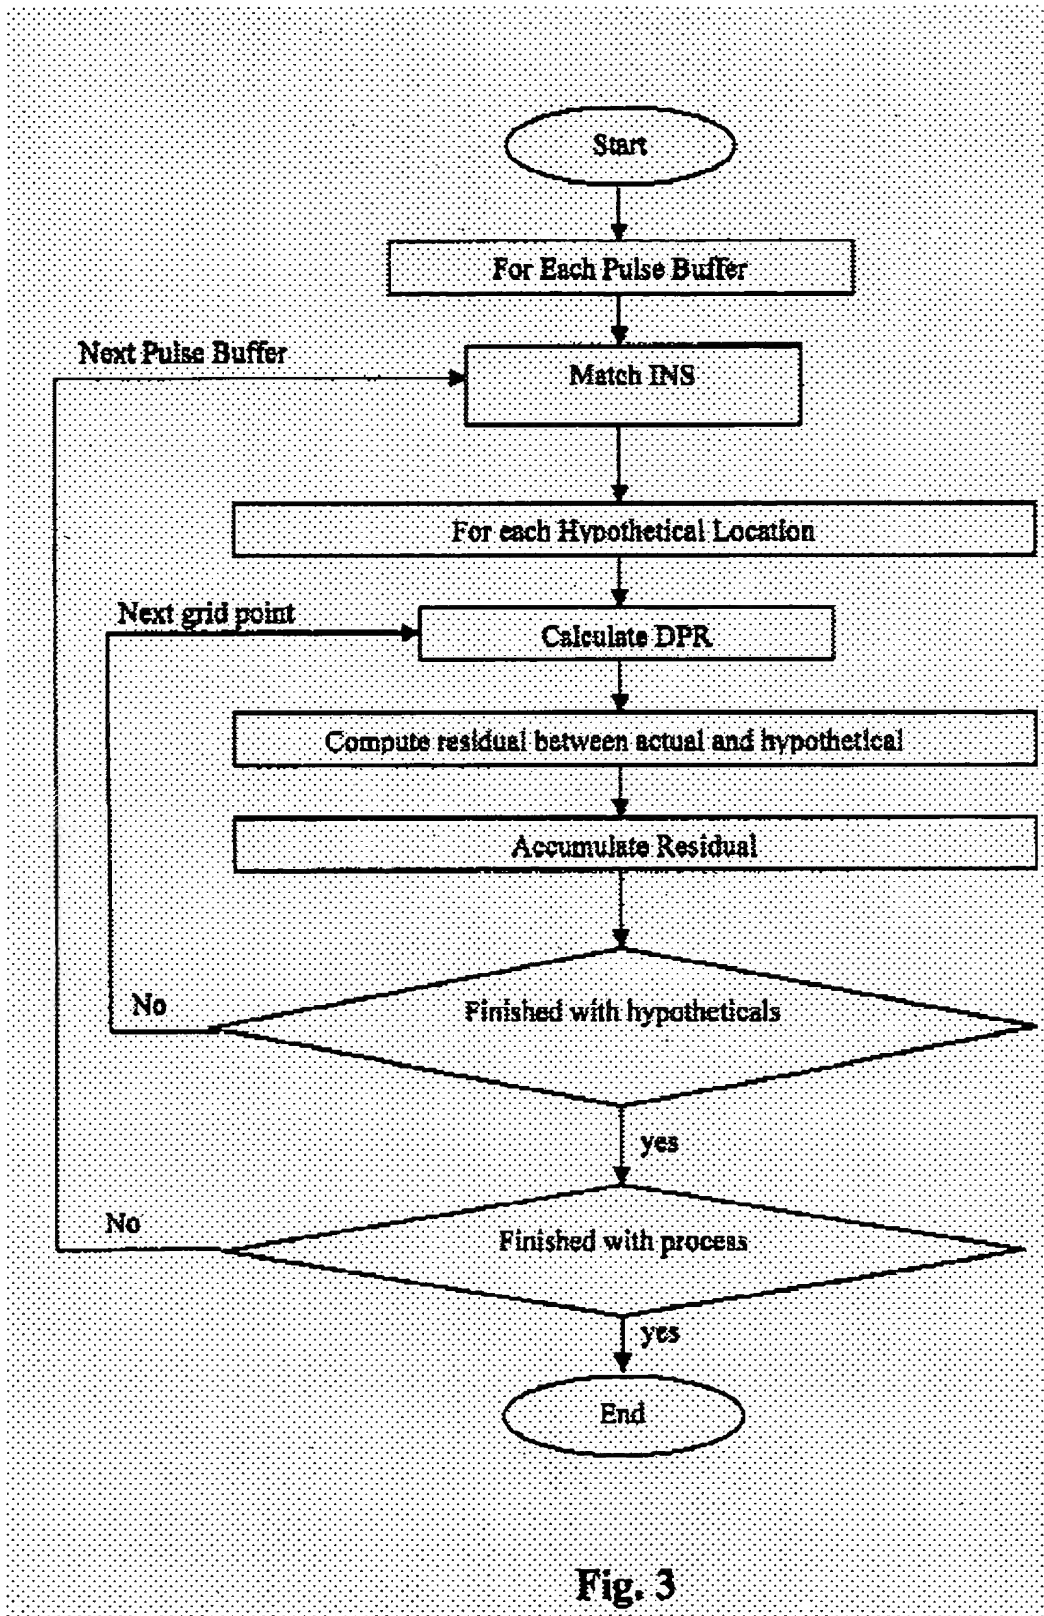 Start
For Each Pulse Buffer
Next Pulse Buffer
Match INS
For each Hypothetical Location
Next grid point
Calculate DPR
Compute residual between actual and hypothetical
Accumulate Residual
Finished with hypotheticals
No
yes
Finished with process
No
yes
End
Fig. 3